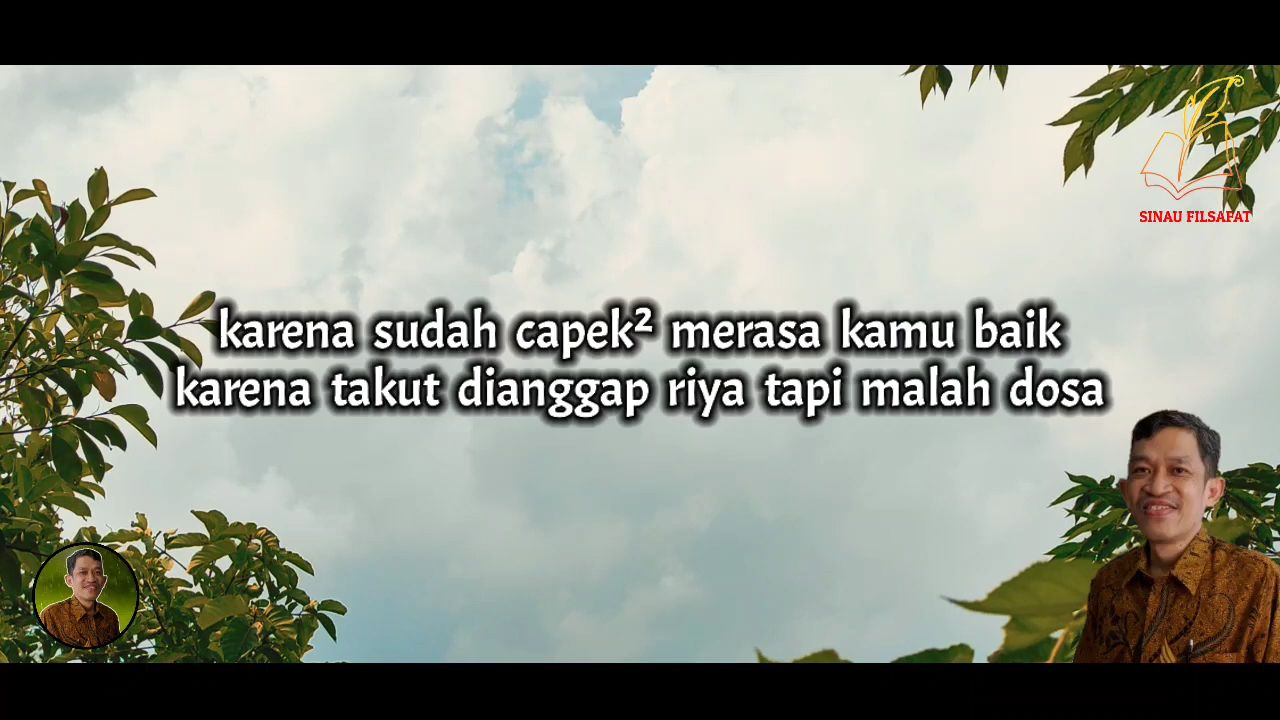 SINAU FILSAFAT
karena sudah capek² merasa kamu baik
karena takut dianggap riya tapi malah dosa